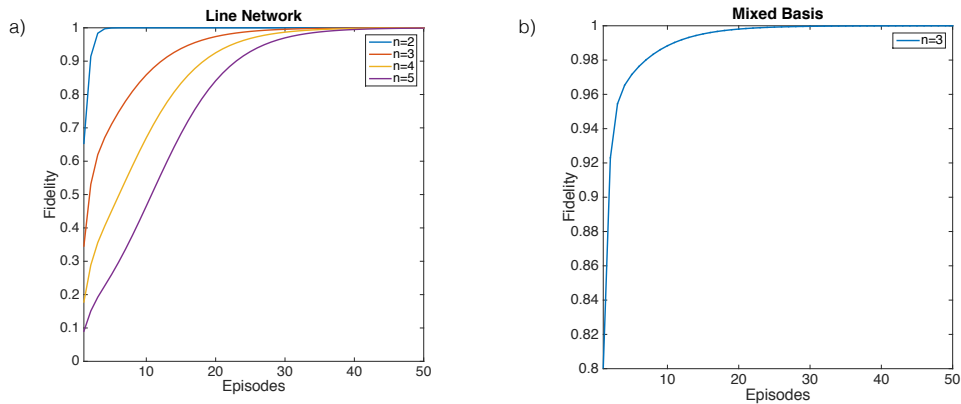 a)
Line Network
Fidelity
1
0.9
0.8
0.7
0.6
0.5
0.4
0.3
0.2
0.1
0
10
20
30
40
50
Episodes
n=2
n=3
n=4
n=5
b)
Mixed Basis
Fidelity
1
0.98
0.96
0.94
0.92
0.9
0.88
0.86
0.84
0.82
0.8
10
20
30
40
50
Episodes
n=3